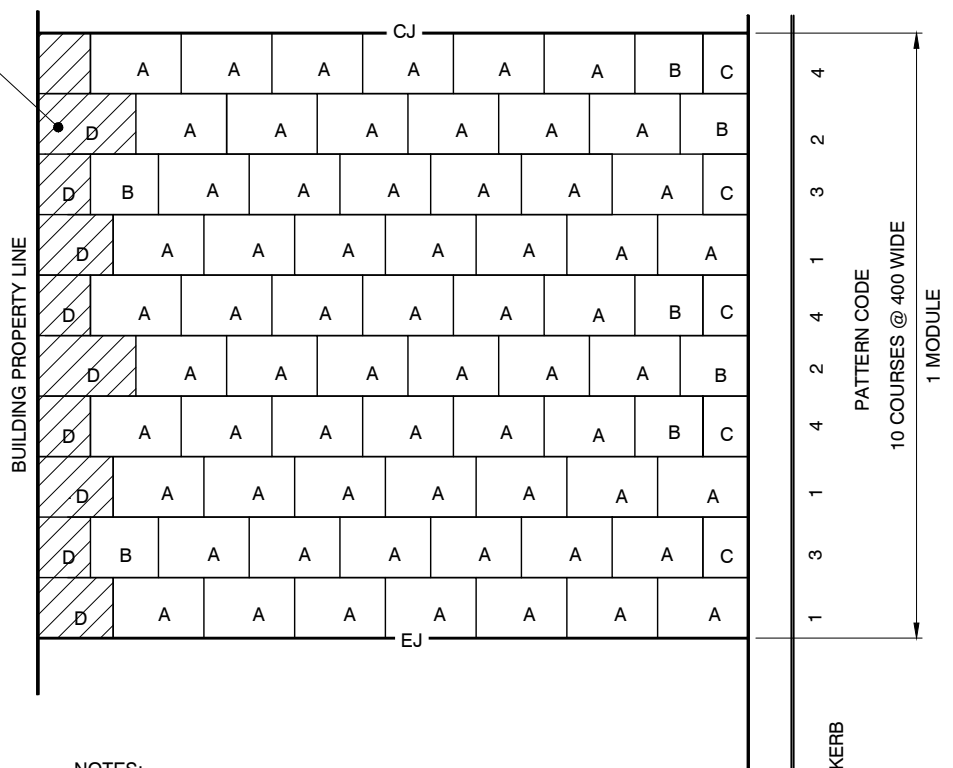 CJ
A A A A A A B C 4
D A A A A A A B 2
D B A A A A A A C 3
D A A A A A A A 1
D A A A A A A B C 4
D A A A A A A B 2
D A A A A A A B C 4
D A A A A A A A 1
D B A A A A A A C 3
D A A A A A A A 1
EJ
BUILDING PROPERTY LINE
PATTERN CODE
10 COURSES @ 400 WIDE
1 MODULE
KERB
NOTES: